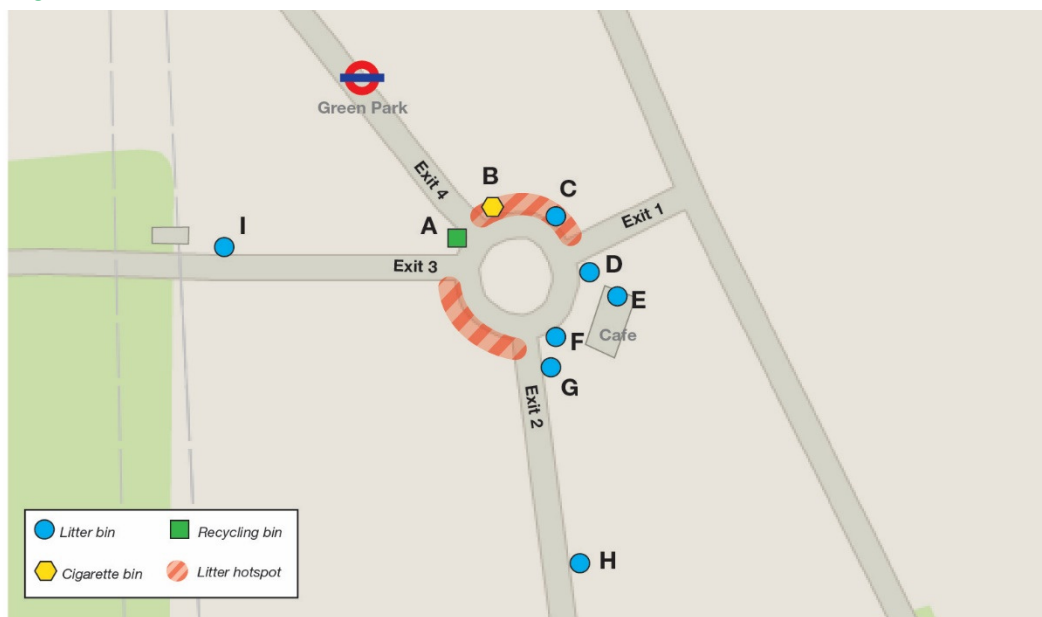 Green Park
Exit 4
B
C
Exit 1
A
I
Exit 3
D
E
Cafe
F
G
Exit 2
H
Litter bin
Recycling bin
Cigarette bin
Litter hotspot